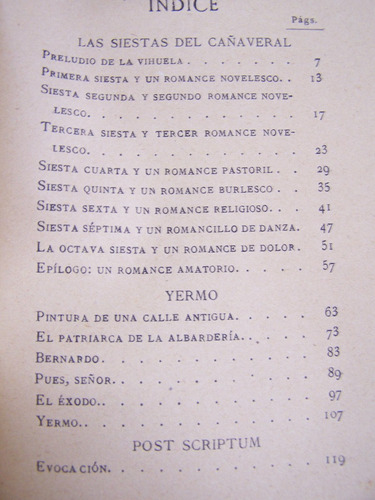 ÍNDICE
Págs.
LAS SIESTAS DEL CAÑAVERAL
PRELUDIO DE LA VIHUELA . . . . . . . 7
PRIMERA SIESTA Y UN ROMANCE NOVELESCO. . 13
SIESTA SEGUNDA Y SEGUNDO ROMANCE NOVE-
LESCO. . . . . . . . . . . . 17
TERCERA SIESTA Y TERCER ROMANCE NOVE-
LESCO. . . . . . . . . . . . 23
SIESTA CUARTA Y UN ROMANCE PASTORIL . . 29
SIESTA QUINTA Y UN ROMANCE BURLESCO . . 35
SIESTA SEXTA Y UN ROMANCE RELIGIOSO. . . 41
SIESTA SÉPTIMA Y UN ROMANCILLO DE DANZA. 47
LA OCTAVA SIESTA Y UN ROMANCE DE DOLOR. 51
EPÍLOGO: UN ROMANCE AMATORIO. . . . . 57
YERMO
PINTURA DE UNA CALLE ANTIGUA . . . . 63
EL PATRIARCA DE LA ALBARDERÍA. . . . . 73
BERNARDO. . . . . . . . . . . 83
PUES, SEÑOR. . . . . . . . . . . 89
EL ÉXODO. . . . . . . . . . . 97
YERMO. . . . . . . . . . . . 107
POST SCRIPTUM
EVOCACIÓN. . . . . . . . . . . 119